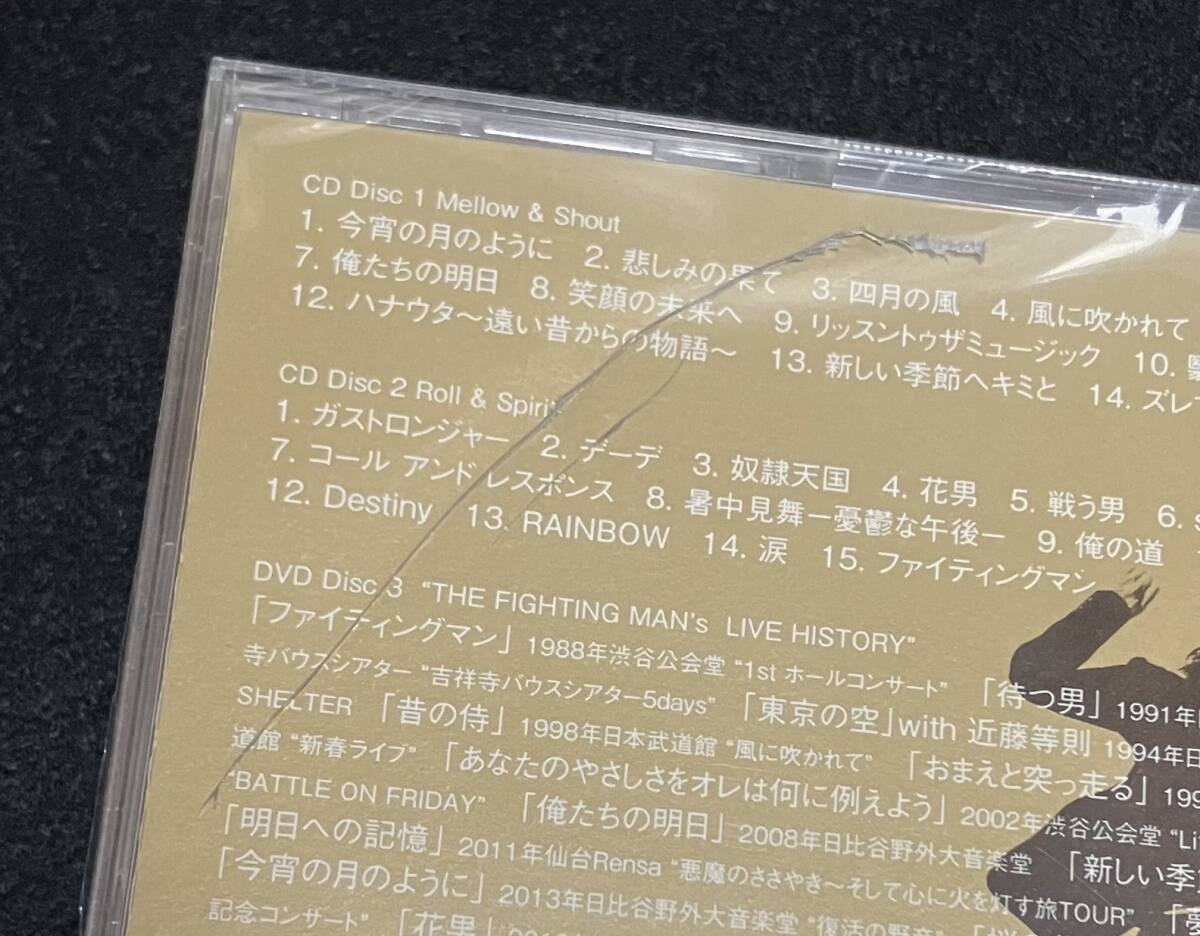 CD Disc 1 Mellow & Shout
1. 今宵の月のように 2. 悲しみの果て 3. 四月の風 4. 風に吹かれて
7. 俺たちの明日 8. 笑顔の未来へ 9. リッスントゥザミュージック 10.
12. ハナウタ〜遠い昔からの物語〜 13. 新しい季節へキミと 14. ズレ
CD Disc 2 Roll & Spirit
1. ガストロンジャー 2. デーデ 3. 奴隷天国 4. 花男 5. 戦う男 6.
7. コール アンド レスポンス 8. 暑中見舞ー憂鬱な午後ー 9. 俺の道
12. Destiny 13. RAINBOW 14. 涙 15. ファイティングマン
DVD Disc 3 “THE FIGHTING MAN's LIVE HISTORY”
「ファイティングマン」1988年渋谷公会堂 “1st ホールコンサート” 「待つ男」1991年
寺バウスシアター “吉祥寺バウスシアター5days” 「東京の空」with 近藤等則 1994年日
SHELTER 「昔の侍」1998年日本武道館 “風に吹かれて” 「おまえと突っ走る」199
道館 “新春ライブ” 「あなたのやさしさをオレは何に例えよう」2002年渋谷公会堂 “Li
“BATTLE ON FRIDAY” 「俺たちの明日」2008年日比谷野外大音楽堂 「新しい季
「明日への記憶」2011年仙台Rensa “悪魔のささやき〜そして心に火を灯す旅TOUR” 「夢
「今宵の月のように」2013年日比谷野外大音楽堂 “復活の野音”
記念コンサート” 「花男」